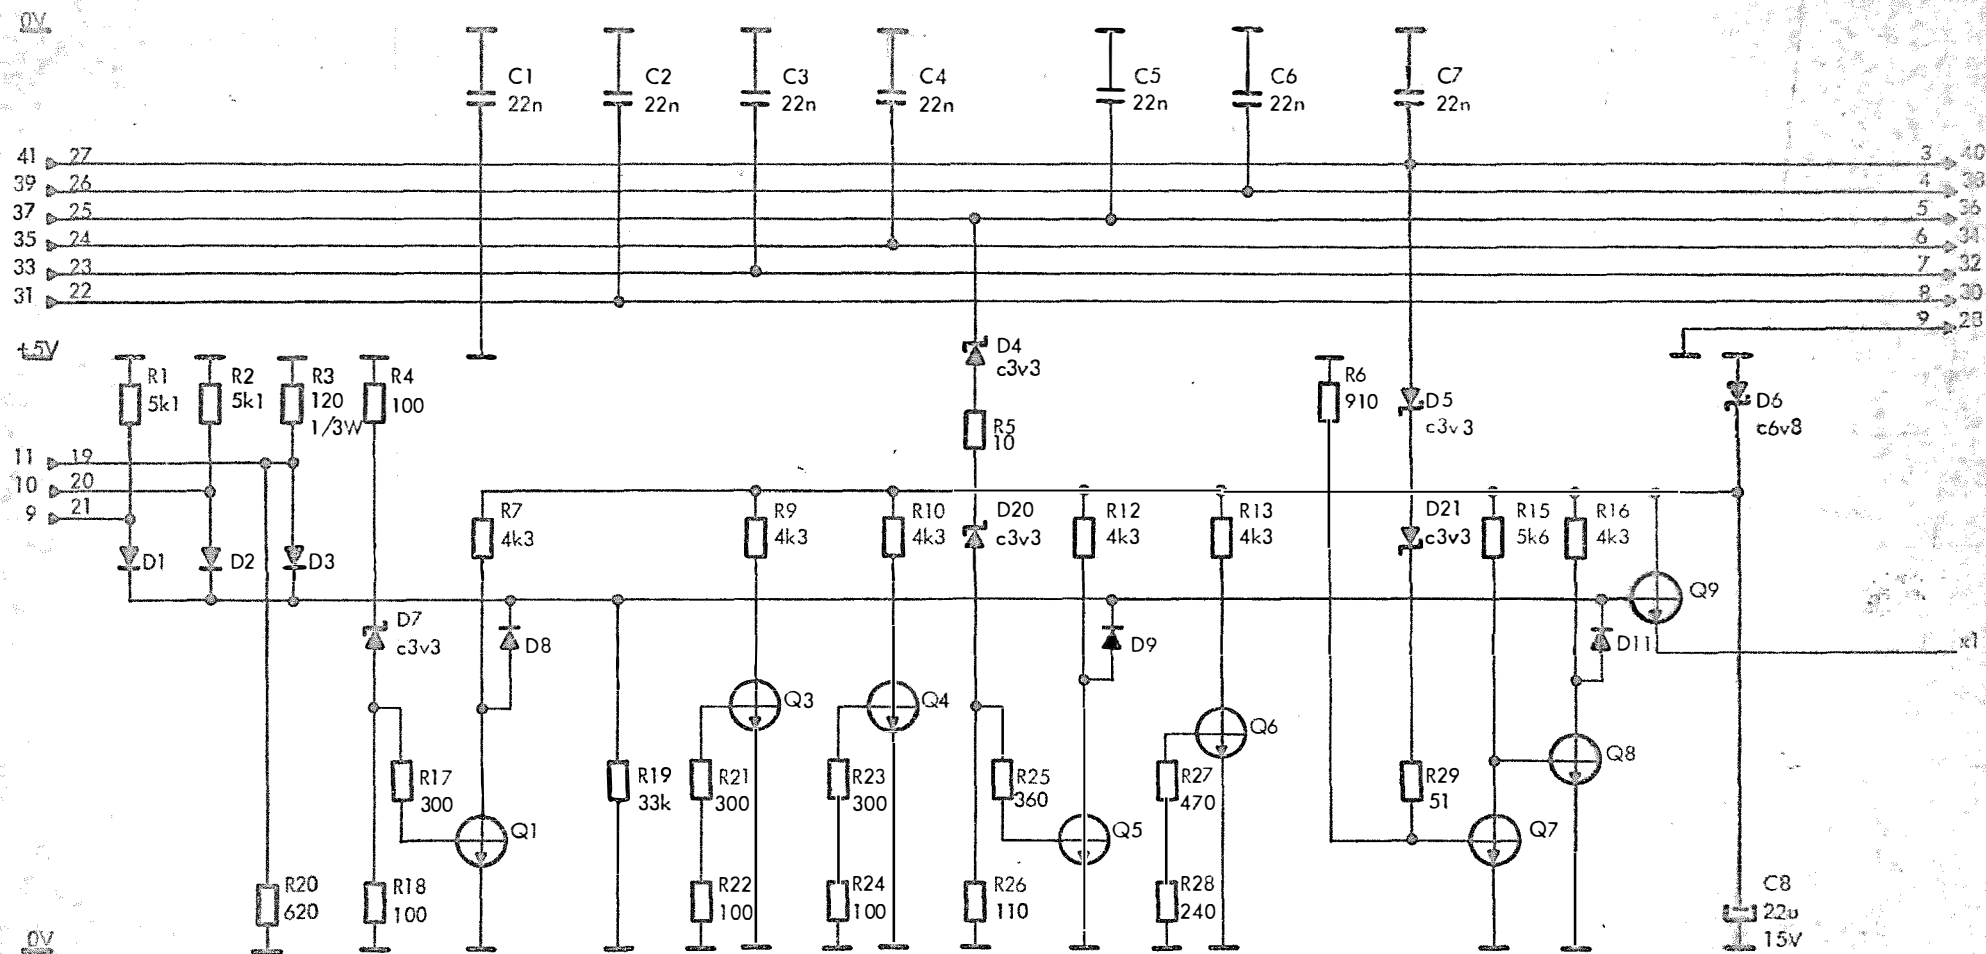 0V
C1
22n
C2
22n
C3
22n
C4
22n
C5
22n
C6
22n
C7
22n
41 27 3 40
39 26 4 38
37 25 5 36
35 24 6 34
33 23 7 32
31 22 8 30
9 28
+5V
R1
5k1
R2
5k1
R3
120
1/3W
R4
100
D4
c3v3
R5
10
R6
910
D5
c3v3
D6
c6v8
11 19
10 20
9 21
D1
D2
D3
R7
4k3
R9
4k3
R10
4k3
D20
c3v3
R12
4k3
R13
4k3
D21
c3v3
R15
5k6
R16
4k3
D7
c3v3
D8
D9
D11
Q9
x1
Q3
Q4
Q6
Q8
R17
300
Q1
R19
33k
R21
300
R23
300
R25
360
Q5
R27
470
R29
51
Q7
R20
620
R18
100
R22
100
R24
100
R26
110
R28
240
C8
22u
15V
0V